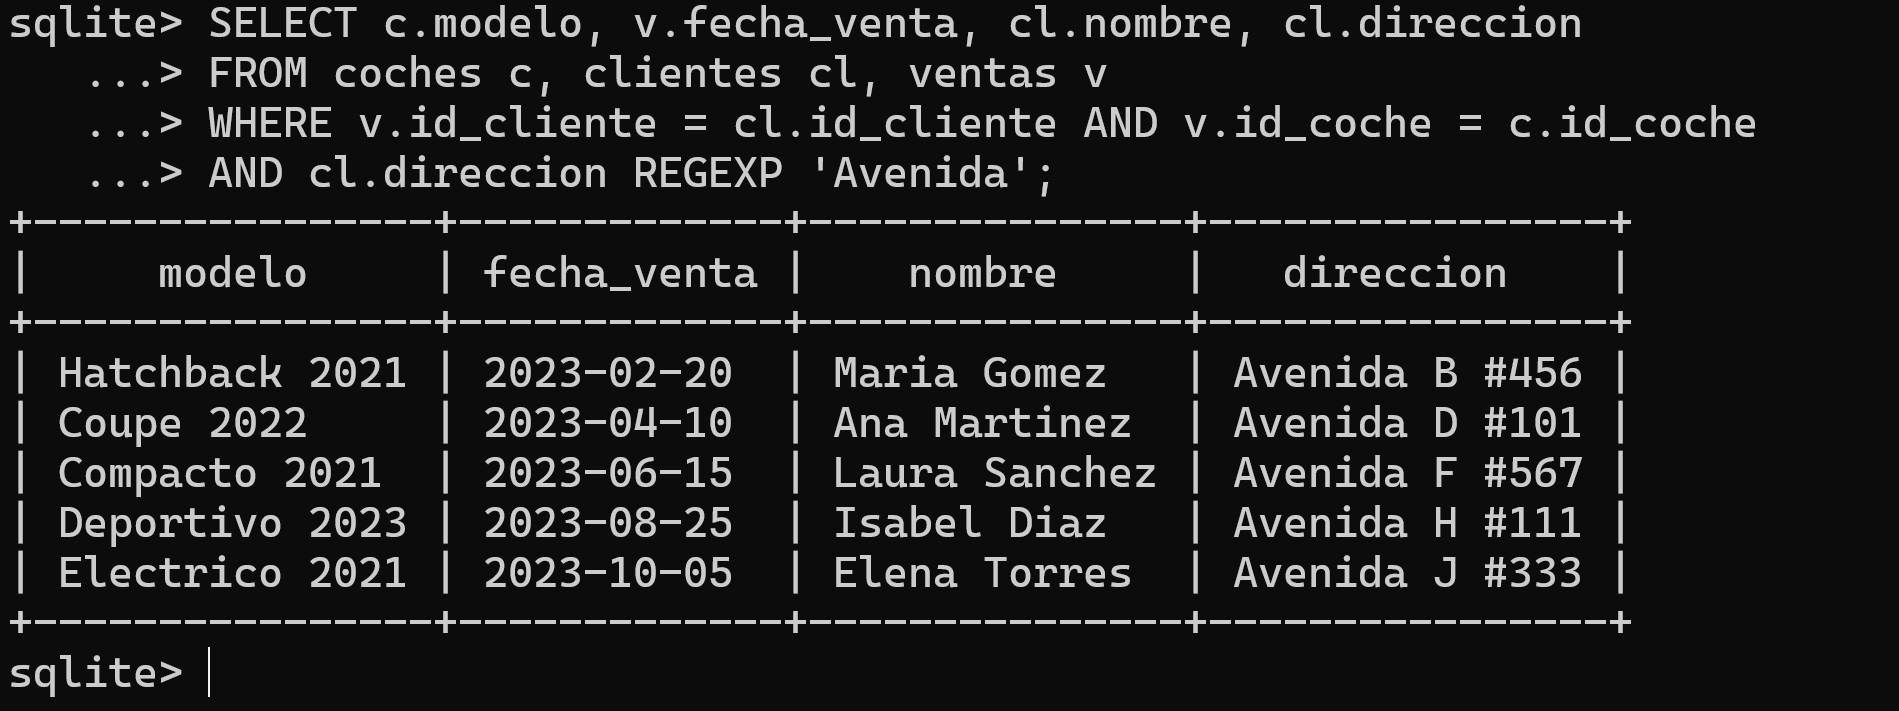 sqlite> SELECT c.modelo, v.fecha_venta, cl.nombre, cl.direccion
   ...> FROM coches c, clientes cl, ventas v
   ...> WHERE v.id_cliente = cl.id_cliente AND v.id_coche = c.id_coche
   ...> AND cl.direccion REGEXP 'Avenida';
+----------------+-------------+---------------+----------------+
|     modelo     | fecha_venta |    nombre     |   direccion    |
+----------------+-------------+---------------+----------------+
| Hatchback 2021 | 2023-02-20  | Maria Gomez   | Avenida B #456 |
| Coupe 2022     | 2023-04-10  | Ana Martinez  | Avenida D #101 |
| Compacto 2021  | 2023-06-15  | Laura Sanchez | Avenida F #567 |
| Deportivo 2023 | 2023-08-25  | Isabel Diaz   | Avenida H #111 |
| Electrico 2021 | 2023-10-05  | Elena Torres  | Avenida J #333 |
+----------------+-------------+---------------+----------------+
sqlite>